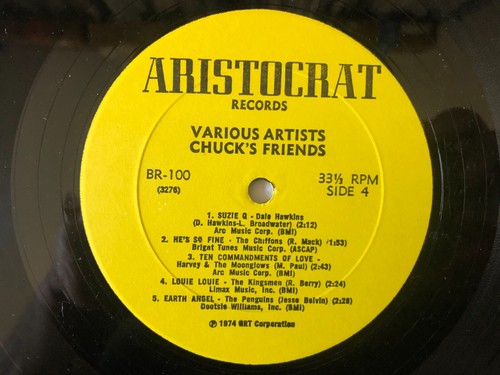 ARISTOCRAT
RECORDS
VARIOUS ARTISTS
CHUCK'S FRIENDS
BR-100
(3276)
33⅓ RPM
SIDE 4
1. SUZIE Q - Dale Hawkins
(D. Hawkins-L. Broadwater) (2:12)
Arc Music Corp. (BMI)
2. HE'S SO FINE - The Chiffons (R. Mack) (1:53)
Bright Tunes Music Corp. (ASCAP)
3. TEN COMMANDMENTS OF LOVE -
Harvey & The Moonglows (M. Paul) (2:43)
Arc Music Corp. (BMI)
4. LOUIE LOUIE - The Kingsmen (R. Berry) (2:24)
Limax Music, Inc. (BMI)
5. EARTH ANGEL - The Penguins (Jesse Belvin) (2:28)
Dootsie Williams, Inc. (BMI)
℗ 1974 GRT Corporation